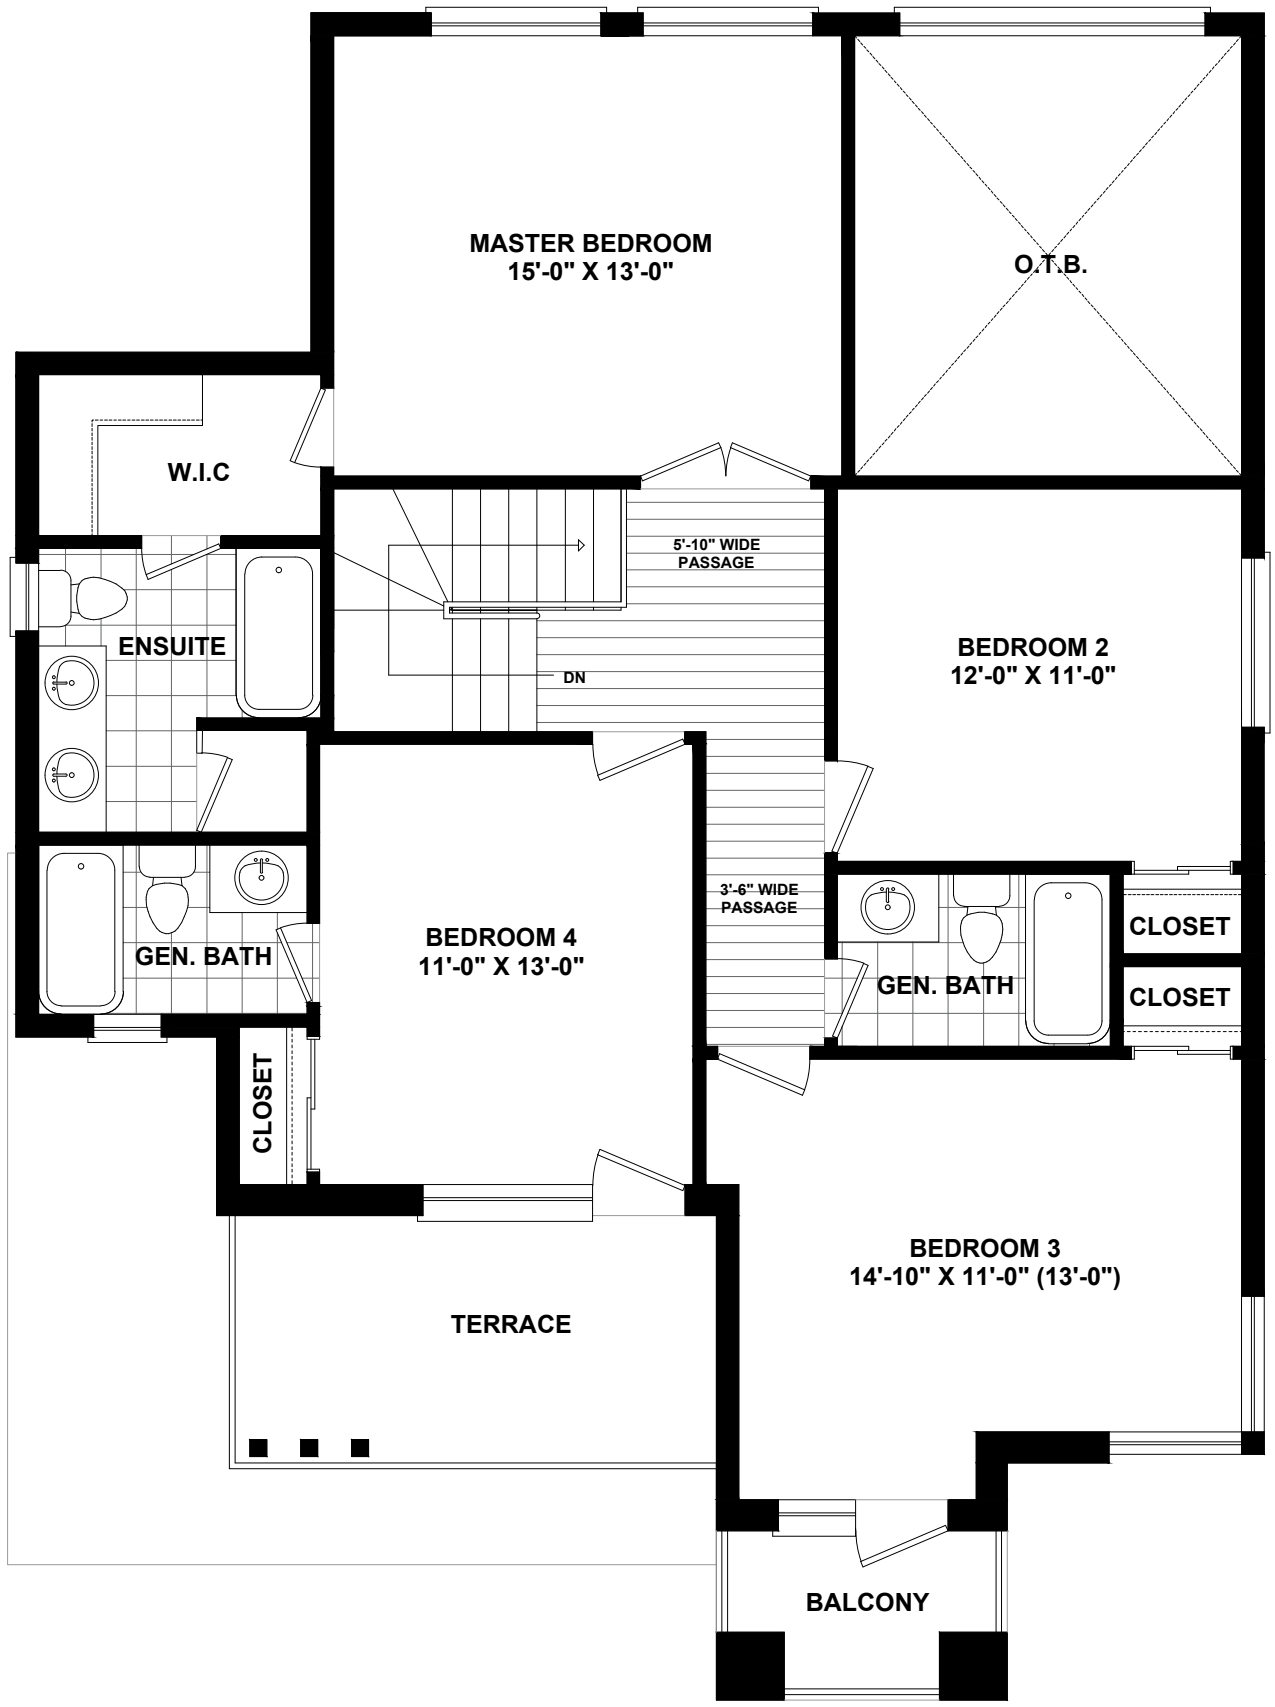 MASTER BEDROOM
15'-0" X 13'-0"
O.T.B.
W.I.C
5'-10" WIDE
PASSAGE
ENSUITE
DN
BEDROOM 2
12'-0" X 11'-0"
3'-6" WIDE
PASSAGE
BEDROOM 4
11'-0" X 13'-0"
GEN. BATH
GEN. BATH
CLOSET
CLOSET
CLOSET
BEDROOM 3
14'-10" X 11'-0" (13'-0")
TERRACE
BALCONY